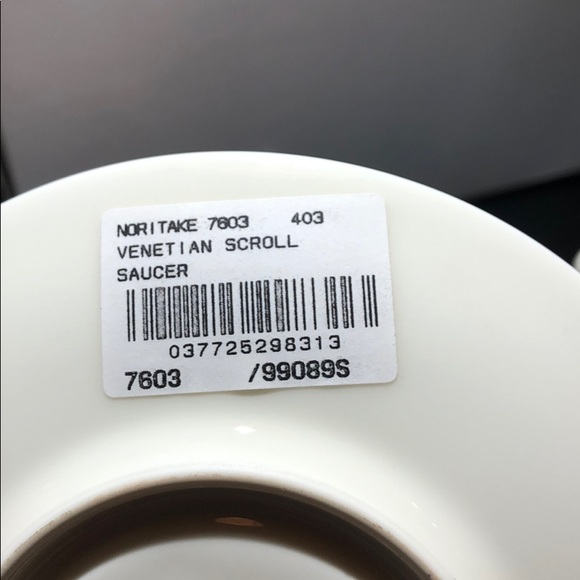 NORITAKE 7603 403
VENETIAN SCROLL
SAUCER
037725298313
7603 /99089S